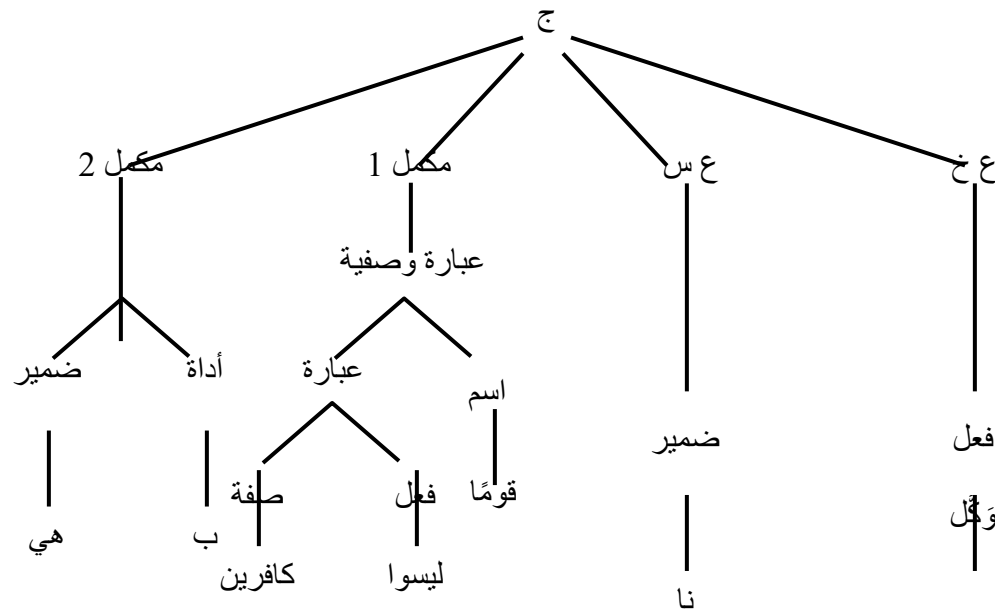 ج
ع خ ع س مكمل 1 مكمل 2
عبارة وصفية
اسم عبارة أداة ضمير
فعل ضمير
قومًا فعل صفة
وَكَّل
ب هي
ليسوا كافرين
نا